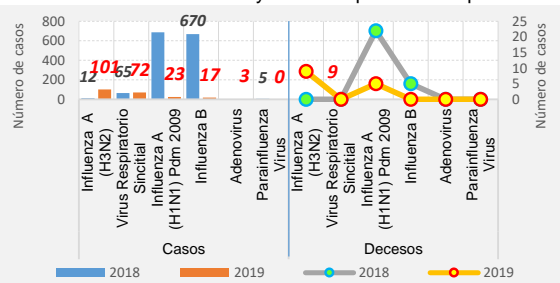 800
600
400
200
0
Número de casos
12
101
65
72
23
670
17
3
5
0
9
25
20
15
10
5
0
Número de casos
Influenza A
(H3N2)
Virus Respiratorio
Sincitial
Influenza A
(H1N1) Pdm 2009
Influenza B
Adenovirus
Parainfluenza
Virus
Influenza A
(H3N2)
Virus Respiratorio
Sincitial
Influenza A
(H1N1) Pdm 2009
Influenza B
Adenovirus
Parainfluenza
Virus
Casos
Decesos
2018
2019
2018
2019